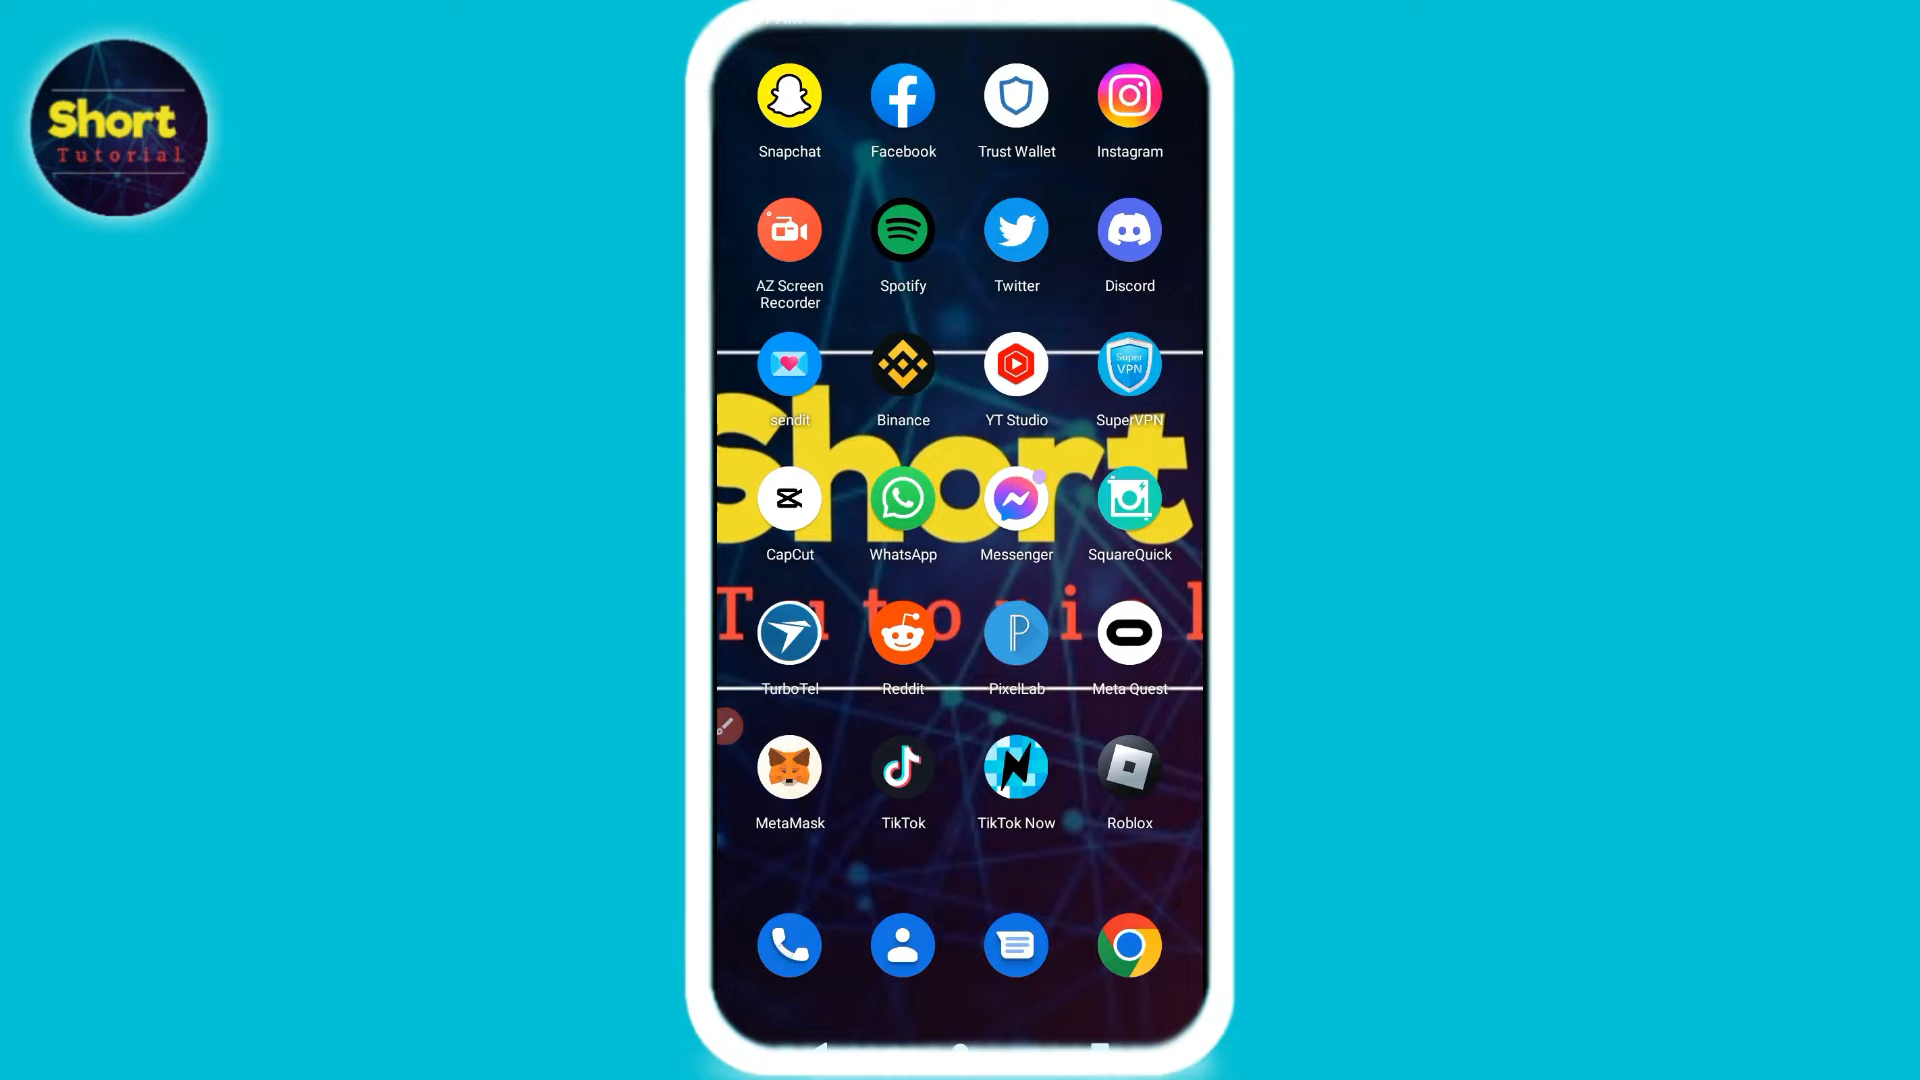 Short
Tutorial
Snapchat
Facebook
Trust Wallet
Instagram
AZ Screen
Recorder
Spotify
Twitter
Discord
Super
VPN
sendit
Binance
YT Studio
SuperVPN
Short
CapCut
WhatsApp
Messenger
SquareQuick
TurboTel
Reddit
PixelLab
Meta Quest
MetaMask
TikTok
TikTok Now
Roblox